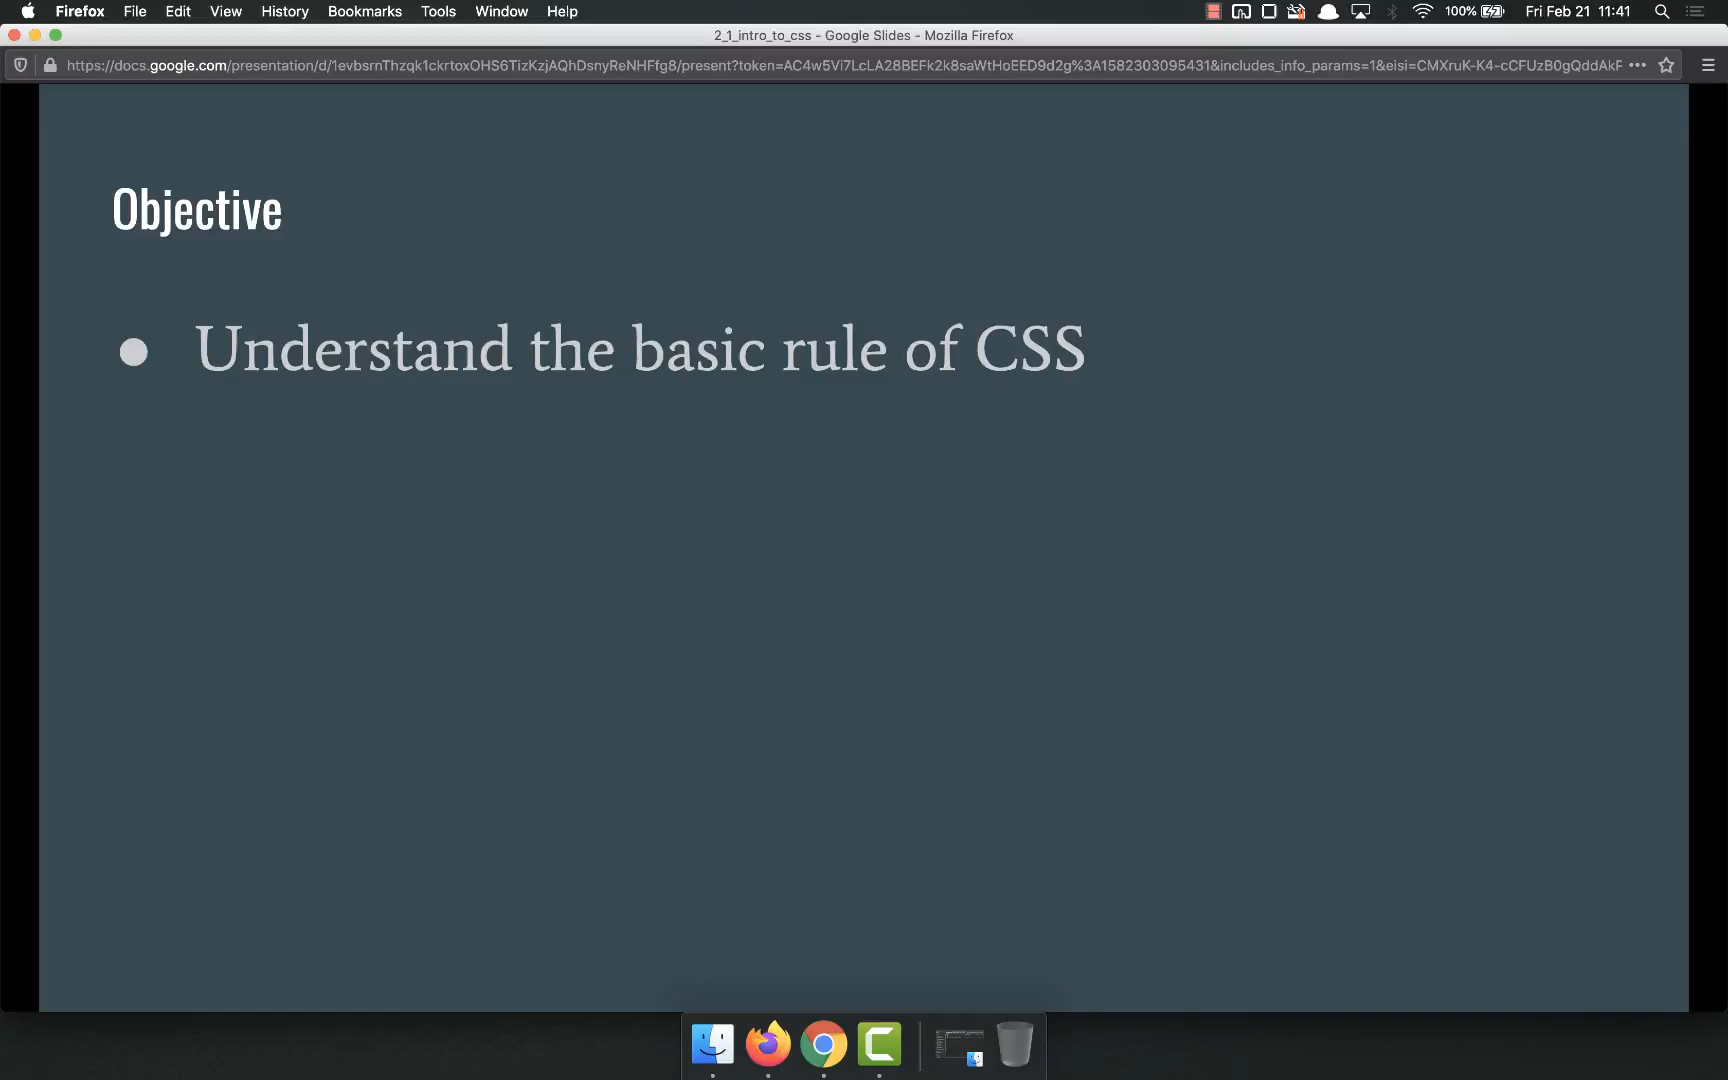 Firefox File Edit View History Bookmarks Tools Window Help 100% Fri Feb 21 11:41
2_1_intro_to_css - Google Slides - Mozilla Firefox
https://docs.google.com/presentation/d/1evbsrnThzqk1ckrtoxOHS6TizKzjAQhDsnyReNHFfg8/present?token=AC4w5Vi7LcLA28BEFk2k8saWtHoEED9d2g%3A1582303095431&includes_info_params=1&eisi=CMXruK-K4-cCFUzB0gQddAkF
Objective
● Understand the basic rule of CSS